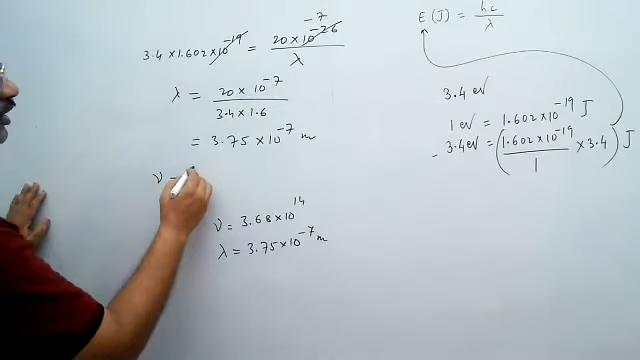 3.4 × 1.602 × 10⁻¹⁹ = 20 × 10⁻²⁶ ⁻⁷ / λ
λ = 20 × 10⁻⁷ / 3.4 × 1.6
= 3.75 × 10⁻⁷ m
ν =
ν = 3.68 × 10¹⁴
λ = 3.75 × 10⁻⁷ m
E (J) = hc / λ
3.4 eV
1 eV = 1.602 × 10⁻¹⁹ J
- 3.4 eV = (1.602 × 10⁻¹⁹ / 1 × 3.4) J